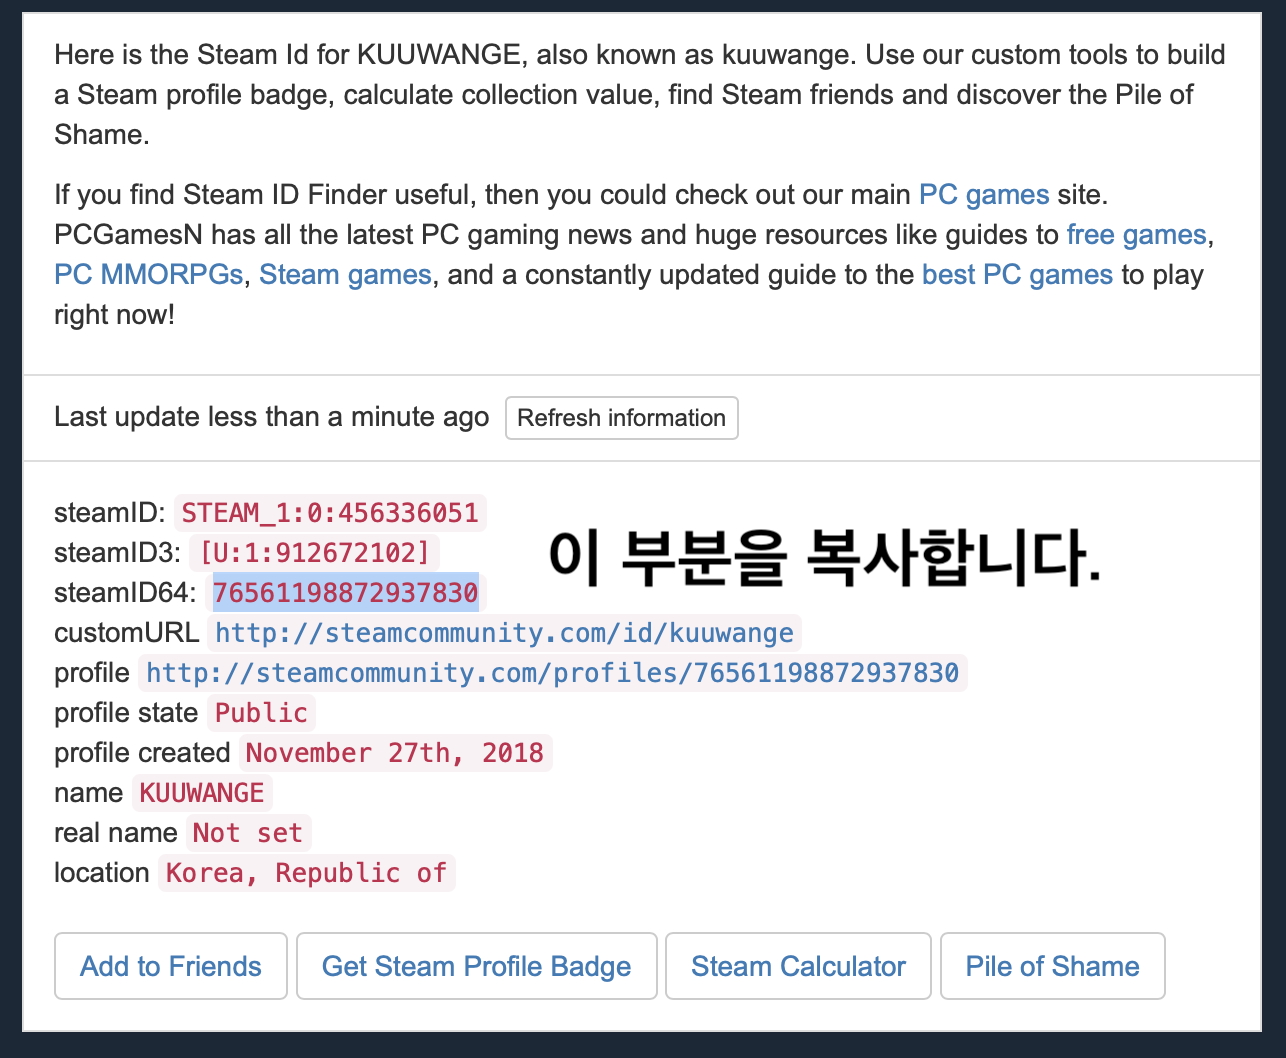 Here is the Steam Id for KUUWANGE, also known as kuuwange. Use our custom tools to build
a Steam profile badge, calculate collection value, find Steam friends and discover the Pile of
Shame.
If you find Steam ID Finder useful, then you could check out our main PC games site.
PCGamesN has all the latest PC gaming news and huge resources like guides to free games,
PC MMORPGs, Steam games, and a constantly updated guide to the best PC games to play
right now!
Last update less than a minute ago Refresh information
steamID: STEAM_1:0:456336051
steamID3: [U:1:912672102]
이 부분을 복사합니다.
steamID64: 76561198872937830
customURL http://steamcommunity.com/id/kuuwange
profile http://steamcommunity.com/profiles/76561198872937830
profile state Public
profile created November 27th, 2018
name KUUWANGE
real name Not set
location Korea, Republic of
Add to Friends Get Steam Profile Badge Steam Calculator Pile of Shame